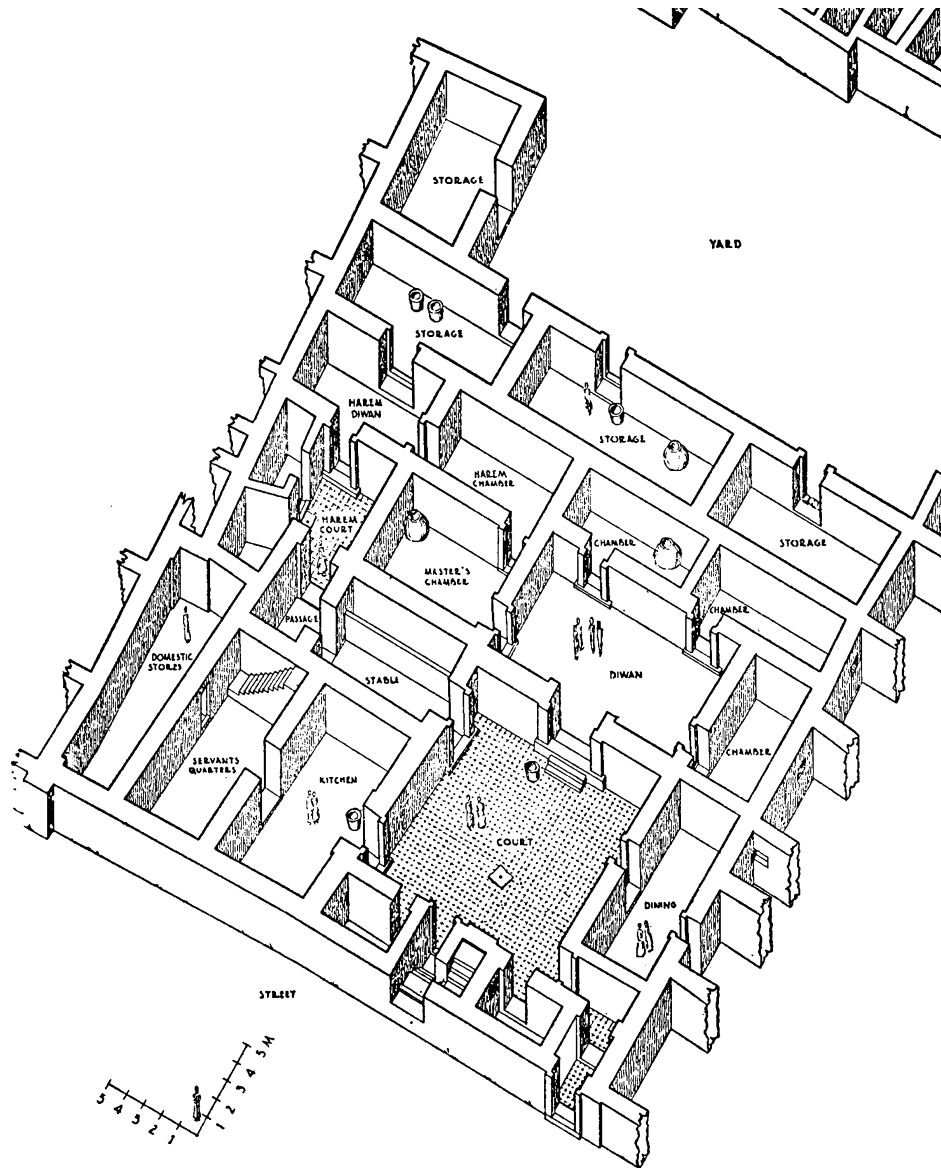 STORAGE
YARD
STORAGE
HAREM
DIWAN
STORAGE
HAREM
CHAMBER
HAREM
COURT
CHAMBER
STORAGE
MASTER'S
CHAMBER
CHAMBER
PASSAGE
DOMESTIC
STORES
STABLE
DIWAN
SERVANTS
QUARTERS
KITCHEN
CHAMBER
COURT
DINING
STREET
5 4 3 2 1
1 2 3 4 5 M